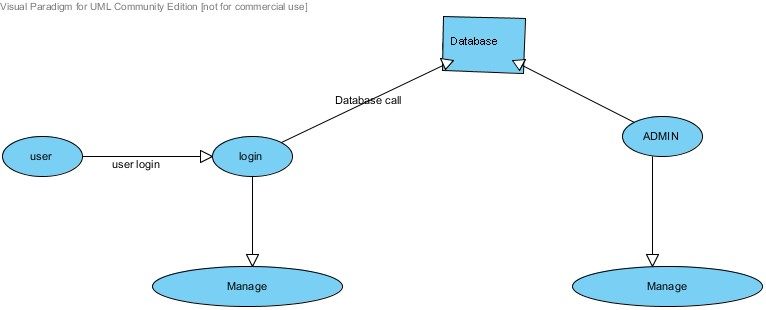 Visual Paradigm for UML Community Edition [not for commercial use]
Database
Database call
ADMIN
user
user login
login
Manage
Manage